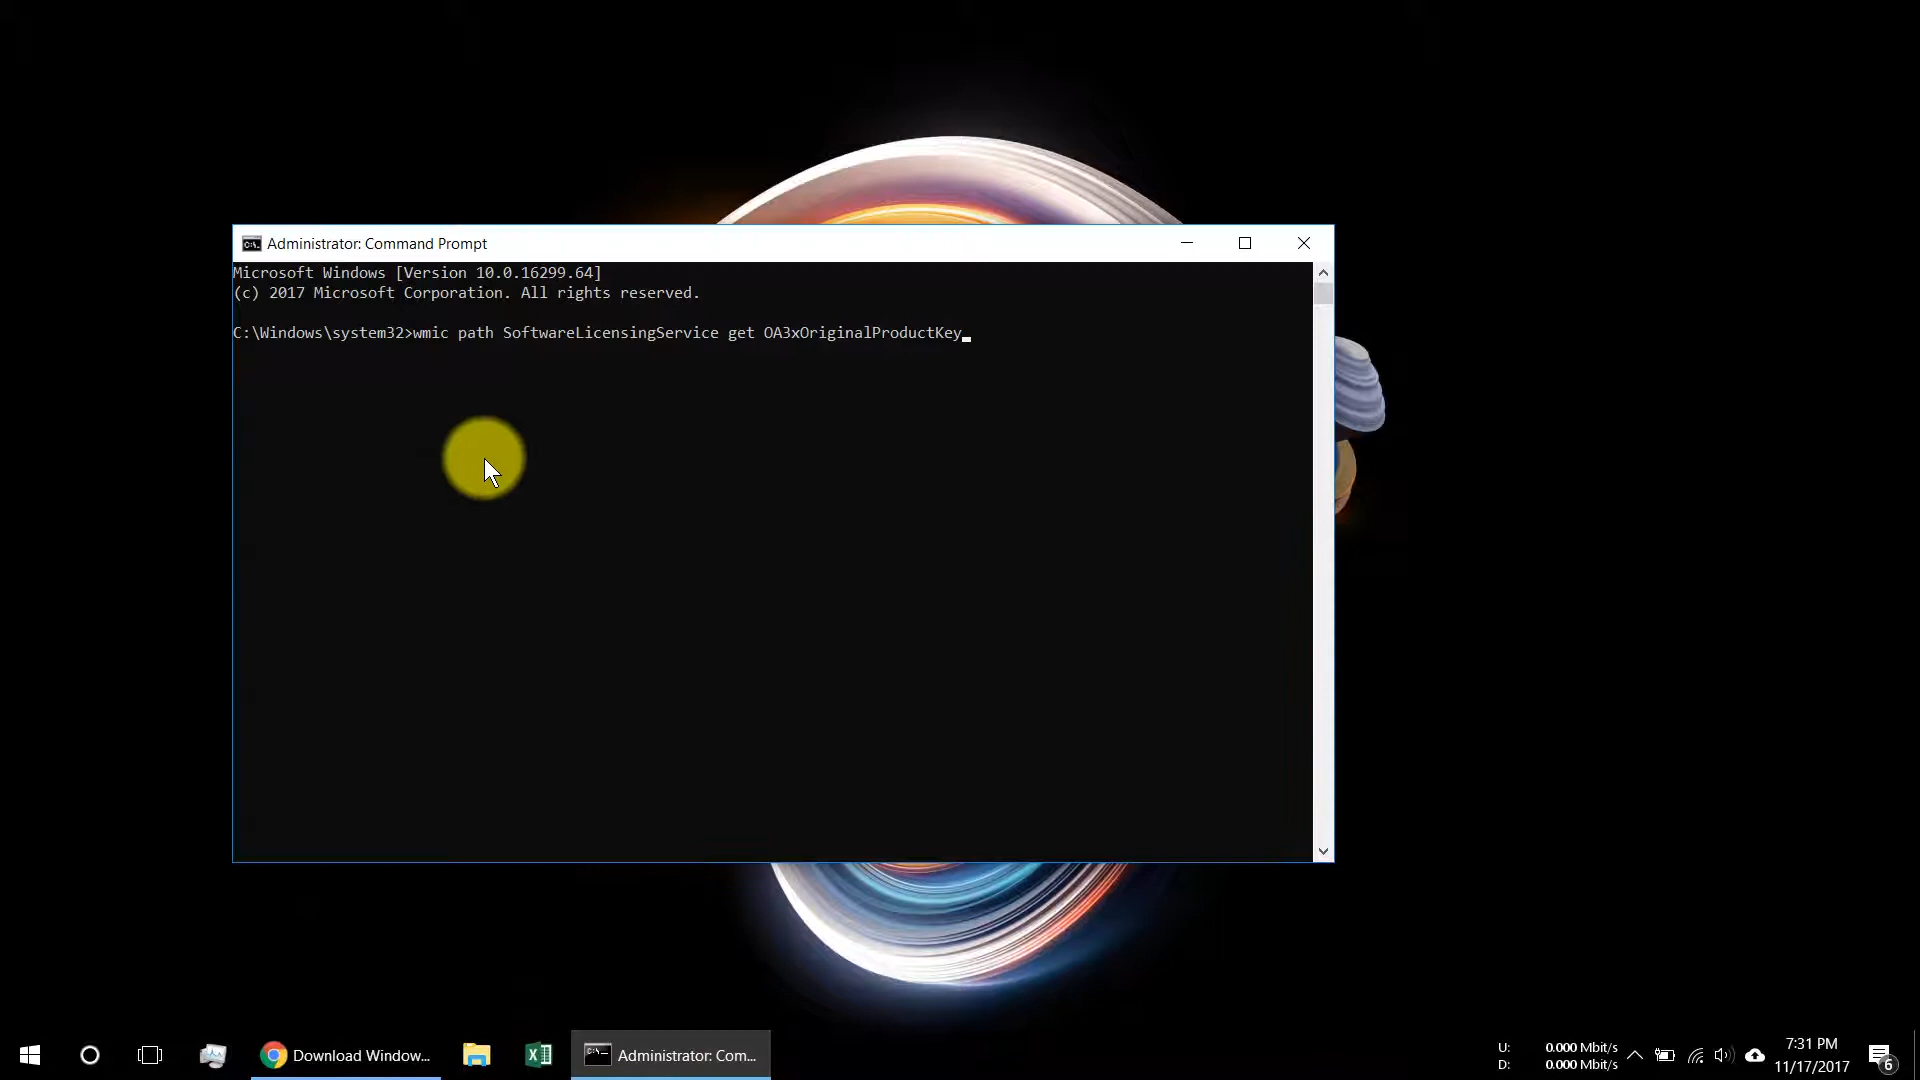 Administrator: Command Prompt
Microsoft Windows [Version 10.0.16299.64]
(c) 2017 Microsoft Corporation. All rights reserved.
C:\Windows\system32>wmic path SoftwareLicensingService get OA3xOriginalProductKey
Download Window...
Administrator: Com...
U: 0.000 Mbit/s
D: 0.000 Mbit/s
7:31 PM
11/17/2017
6